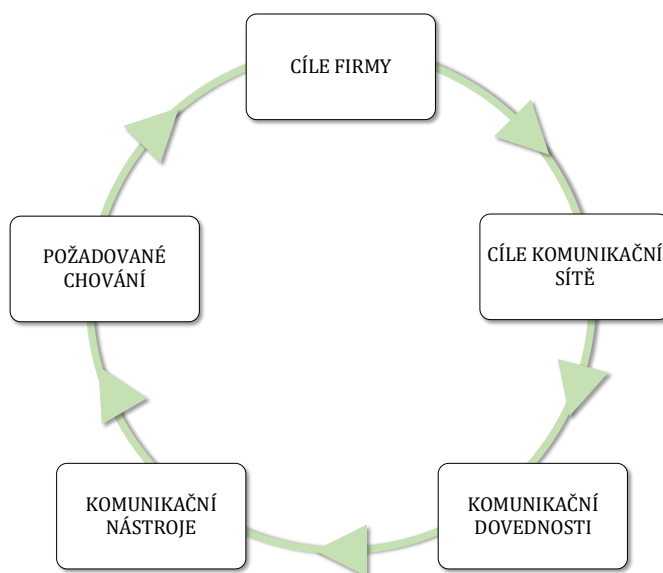 CÍLE FIRMY
CÍLE KOMUNIKAČNÍ
SÍTĚ
KOMUNIKAČNÍ
DOVEDNOSTI
KOMUNIKAČNÍ
NÁSTROJE
POŽADOVANÉ
CHOVÁNÍ